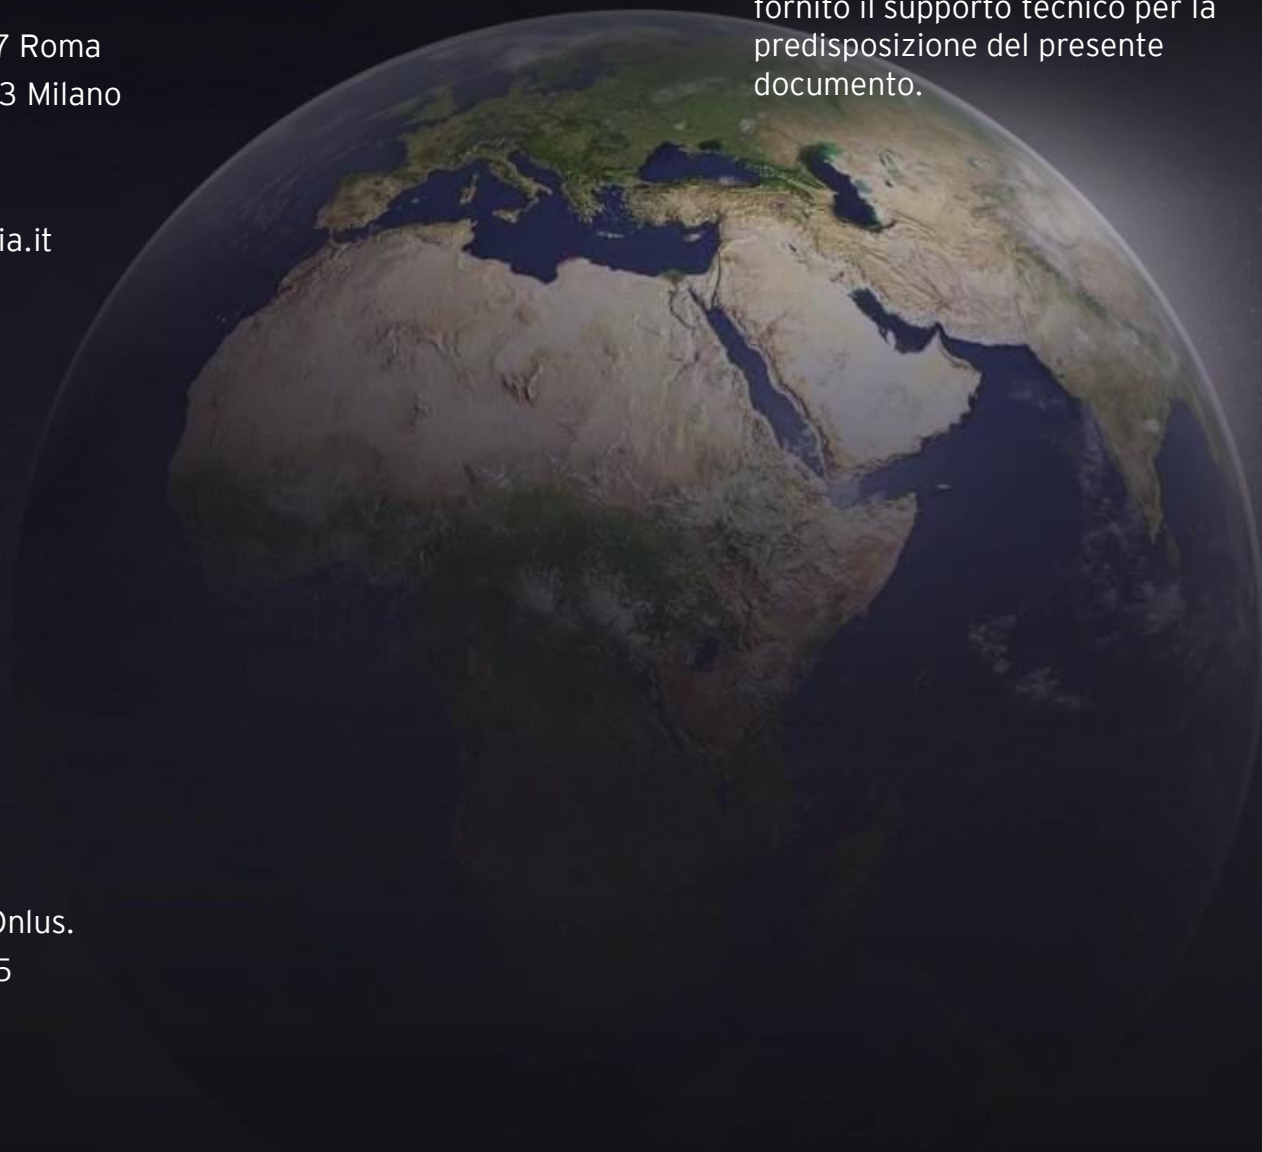 7 Roma
3 Milano
ia.it
Onlus.
5
fornito il supporto tecnico per la
predisposizione del presente
documento.